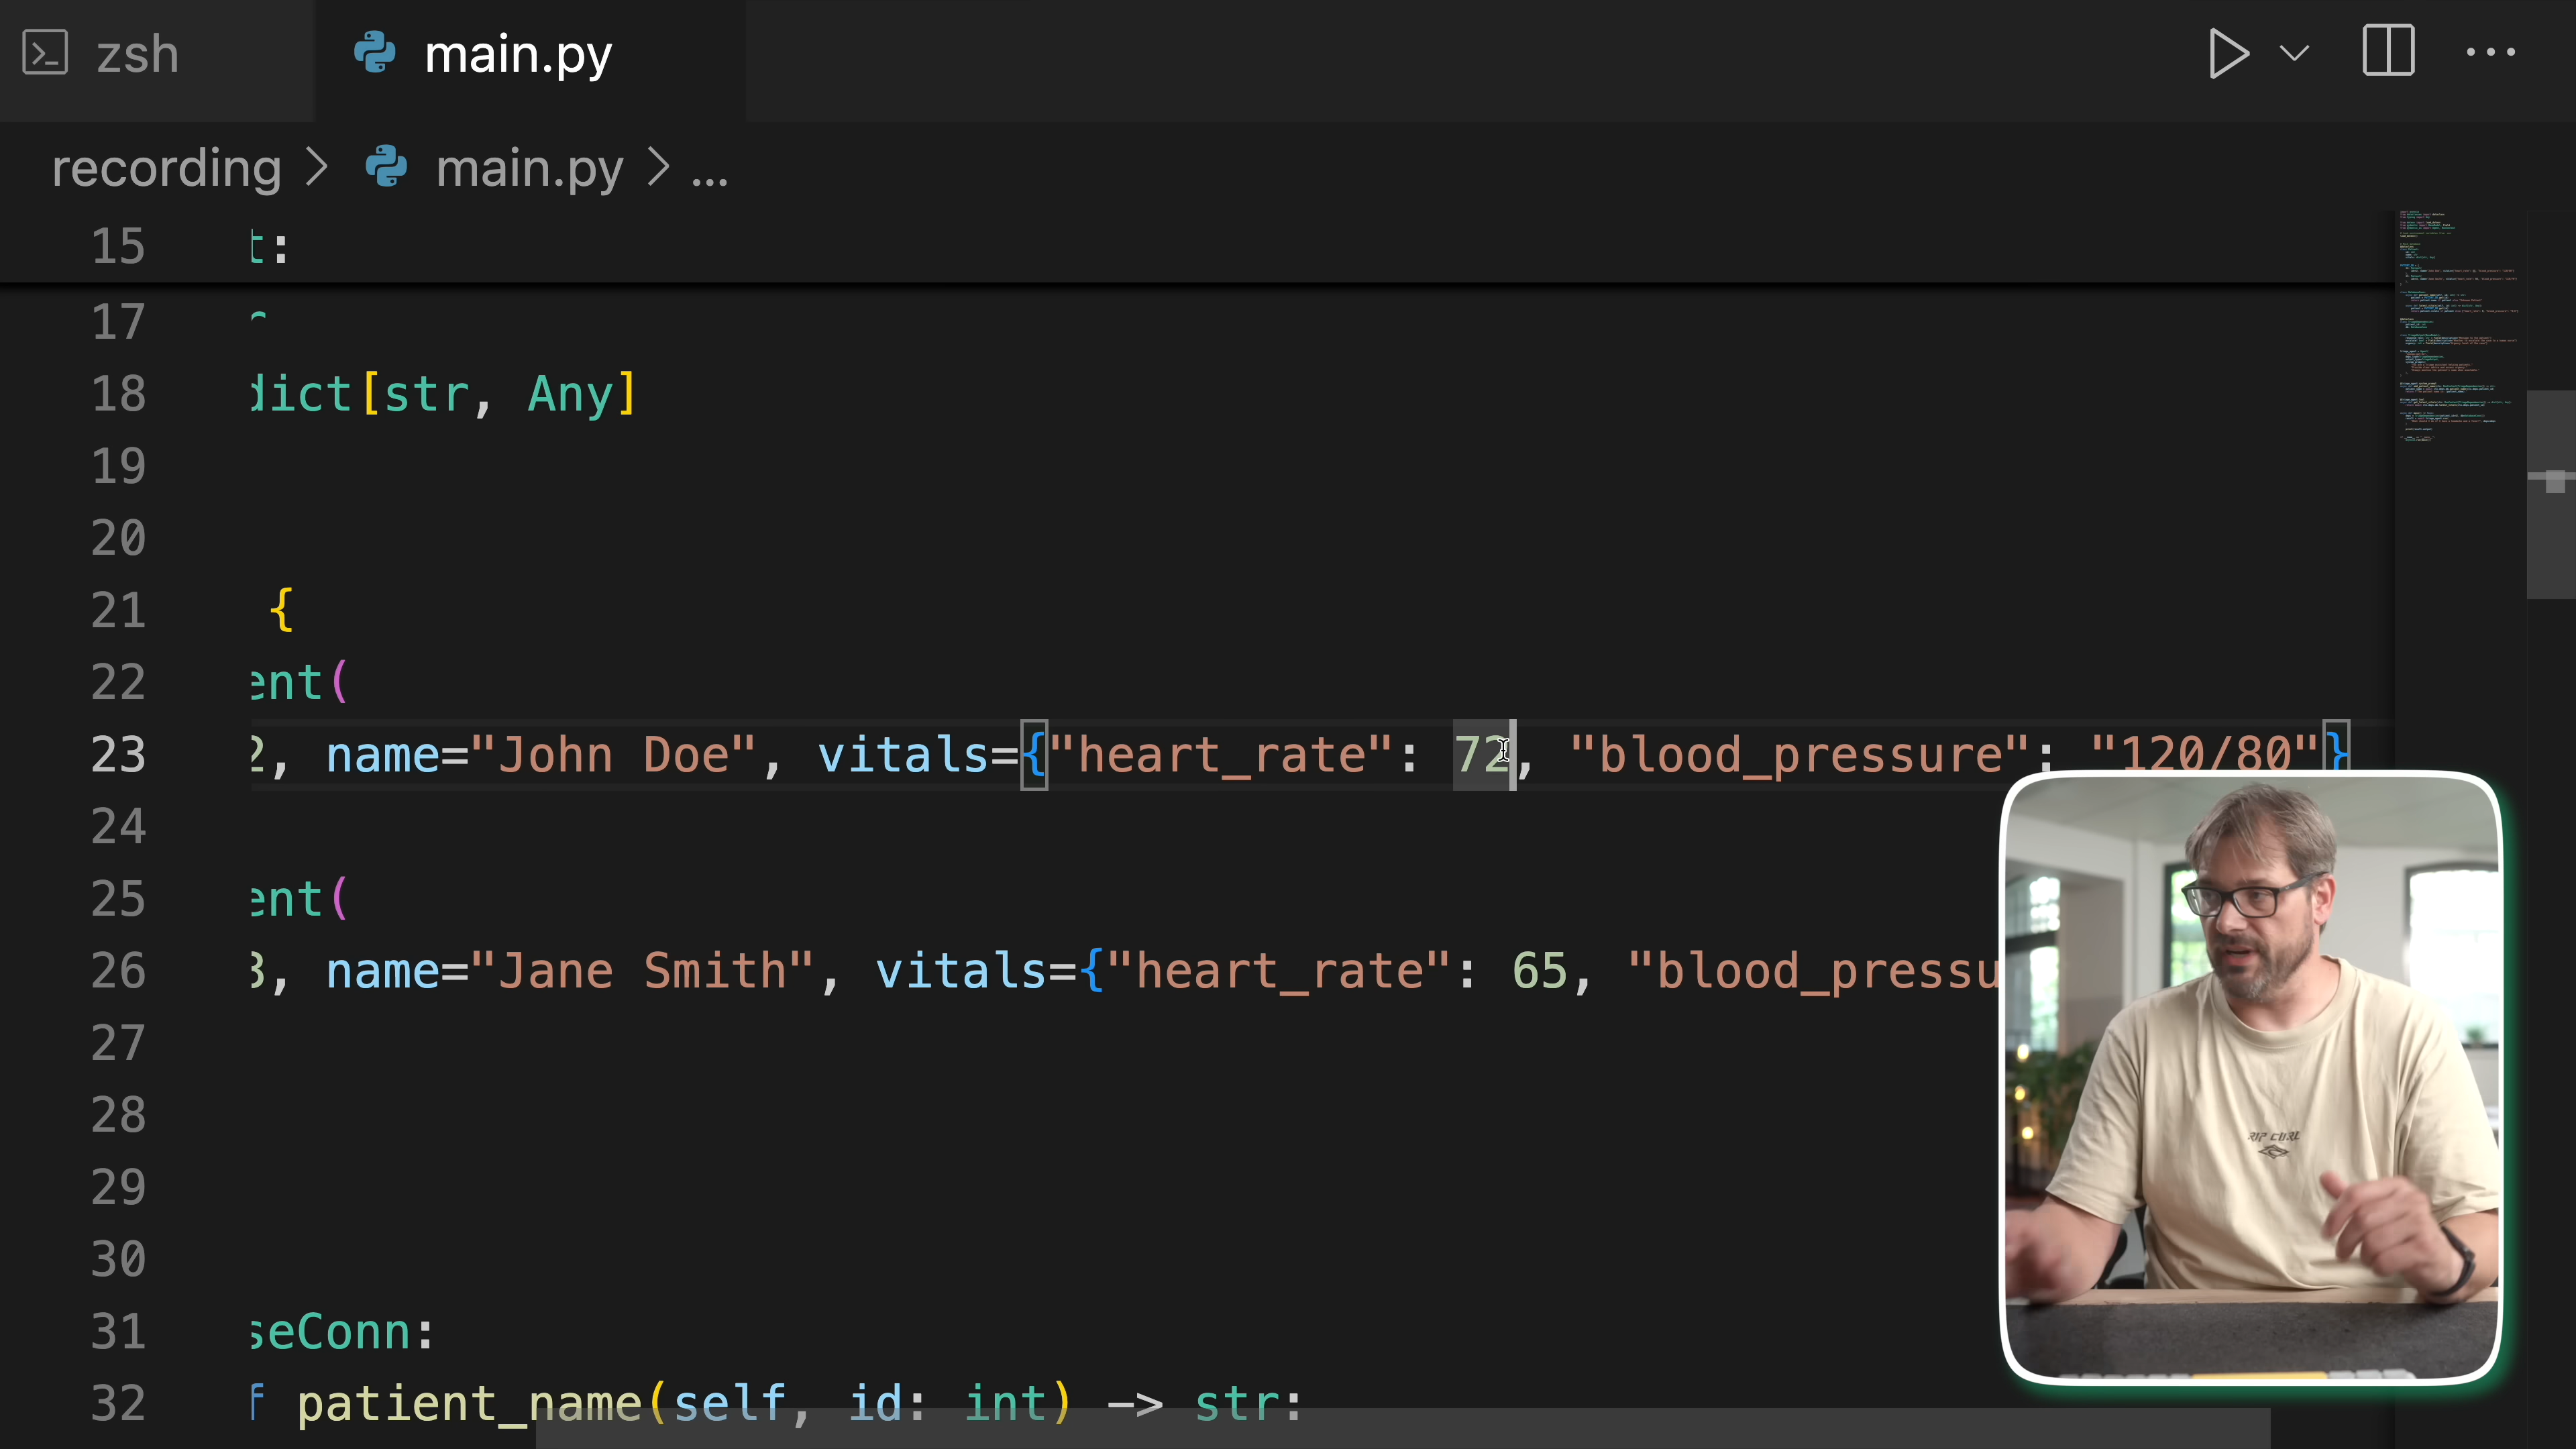 zsh
main.py
recording > main.py > ...
15 t:
17
18 dict[str, Any]
19
20
21 {
22 ent(
23 2, name="John Doe", vitals={"heart_rate": 72, "blood_pressure": "120/80"}
24
25 ent(
26 3, name="Jane Smith", vitals={"heart_rate": 65, "blood_pressu
27
28
29
30
31 seConn:
32 f patient_name(self, id: int) -> str:
RIP CURL